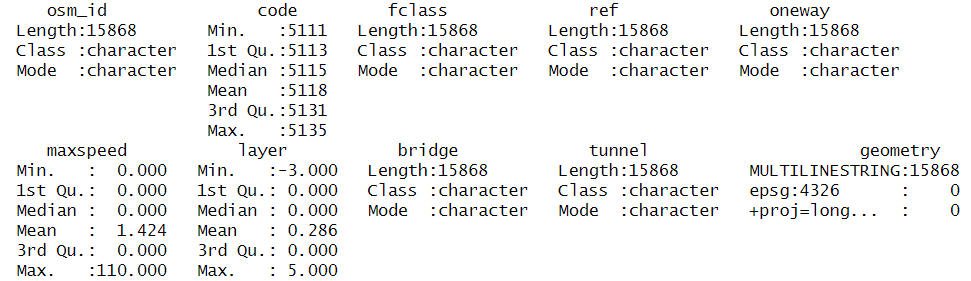 osm_id               code         fclass              ref               oneway
Length:15868       Min.   :5111   Length:15868       Length:15868       Length:15868
Class :character   1st Qu.:5113   Class :character   Class :character   Class :character
Mode  :character   Median :5115   Mode  :character   Mode  :character   Mode  :character
                   Mean   :5118
                   3rd Qu.:5131
                   Max.   :5135
   maxspeed           layer          bridge             tunnel                     geometry
Min.   :  0.000   Min.   :-3.000   Length:15868       Length:15868       MULTILINESTRING:15868
1st Qu.:  0.000   1st Qu.: 0.000   Class :character   Class :character   epsg:4326      :    0
Median :  0.000   Median : 0.000   Mode  :character   Mode  :character   +proj=long...  :    0
Mean   :  1.424   Mean   : 0.286
3rd Qu.:  0.000   3rd Qu.: 0.000
Max.   :110.000   Max.   : 5.000